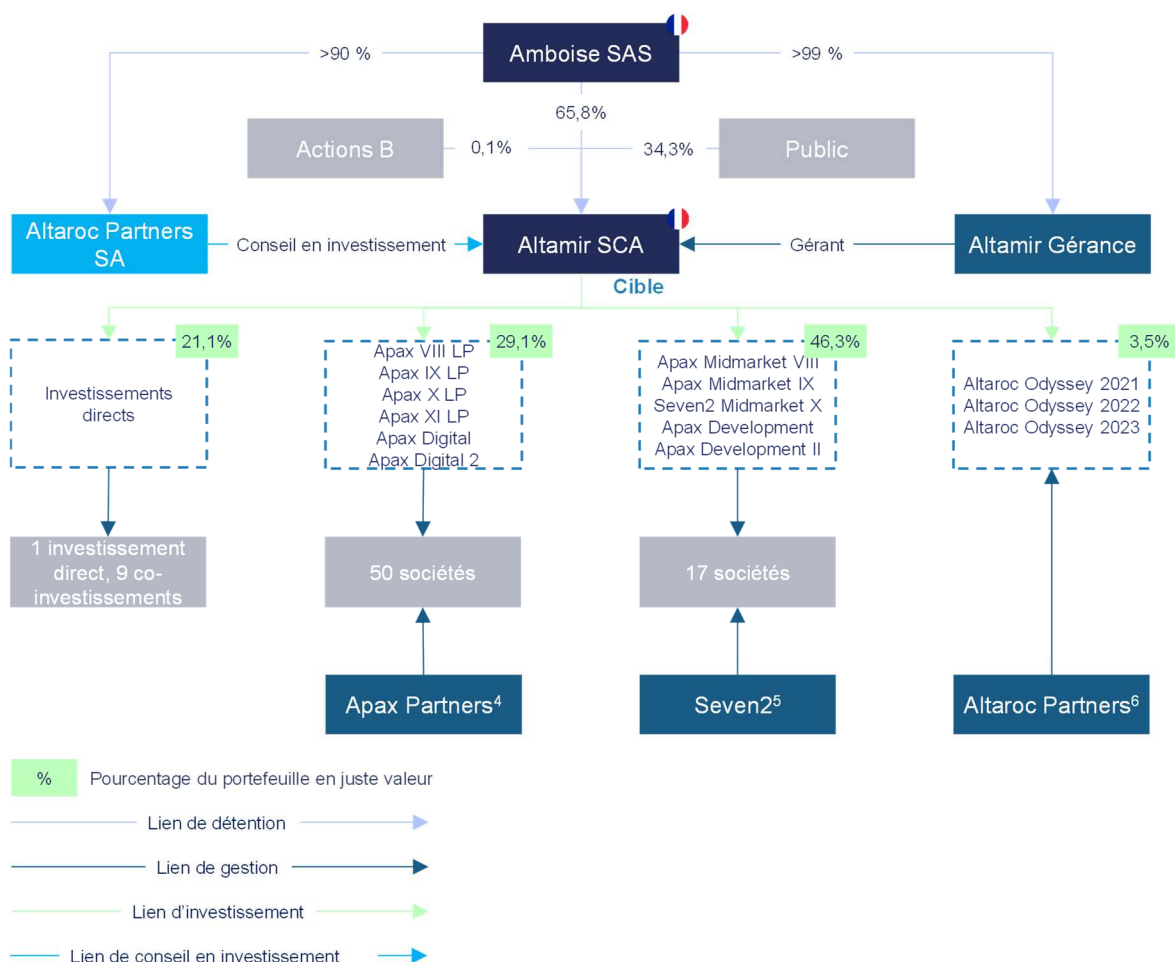 Amboise SAS
>90 %
>99 %
65,8%
Actions B
0,1%
34,3%
Public
Altaroc Partners
SA
Conseil en investissement
Altamir SCA
Gérant
Altamir Gérance
Cible
21,1%
Investissements
directs
29,1%
Apax VIII LP
Apax IX LP
Apax X LP
Apax XI LP
Apax Digital
Apax Digital 2
46,3%
Apax Midmarket VIII
Apax Midmarket IX
Seven2 Midmarket X
Apax Development
Apax Development II
3,5%
Altaroc Odyssey 2021
Altaroc Odyssey 2022
Altaroc Odyssey 2023
1 investissement
direct, 9 co-
investissements
50 sociétés
17 sociétés
Apax Partners⁴
Seven2⁵
Altaroc Partners⁶
% Pourcentage du portefeuille en juste valeur
Lien de détention
Lien de gestion
Lien d'investissement
Lien de conseil en investissement